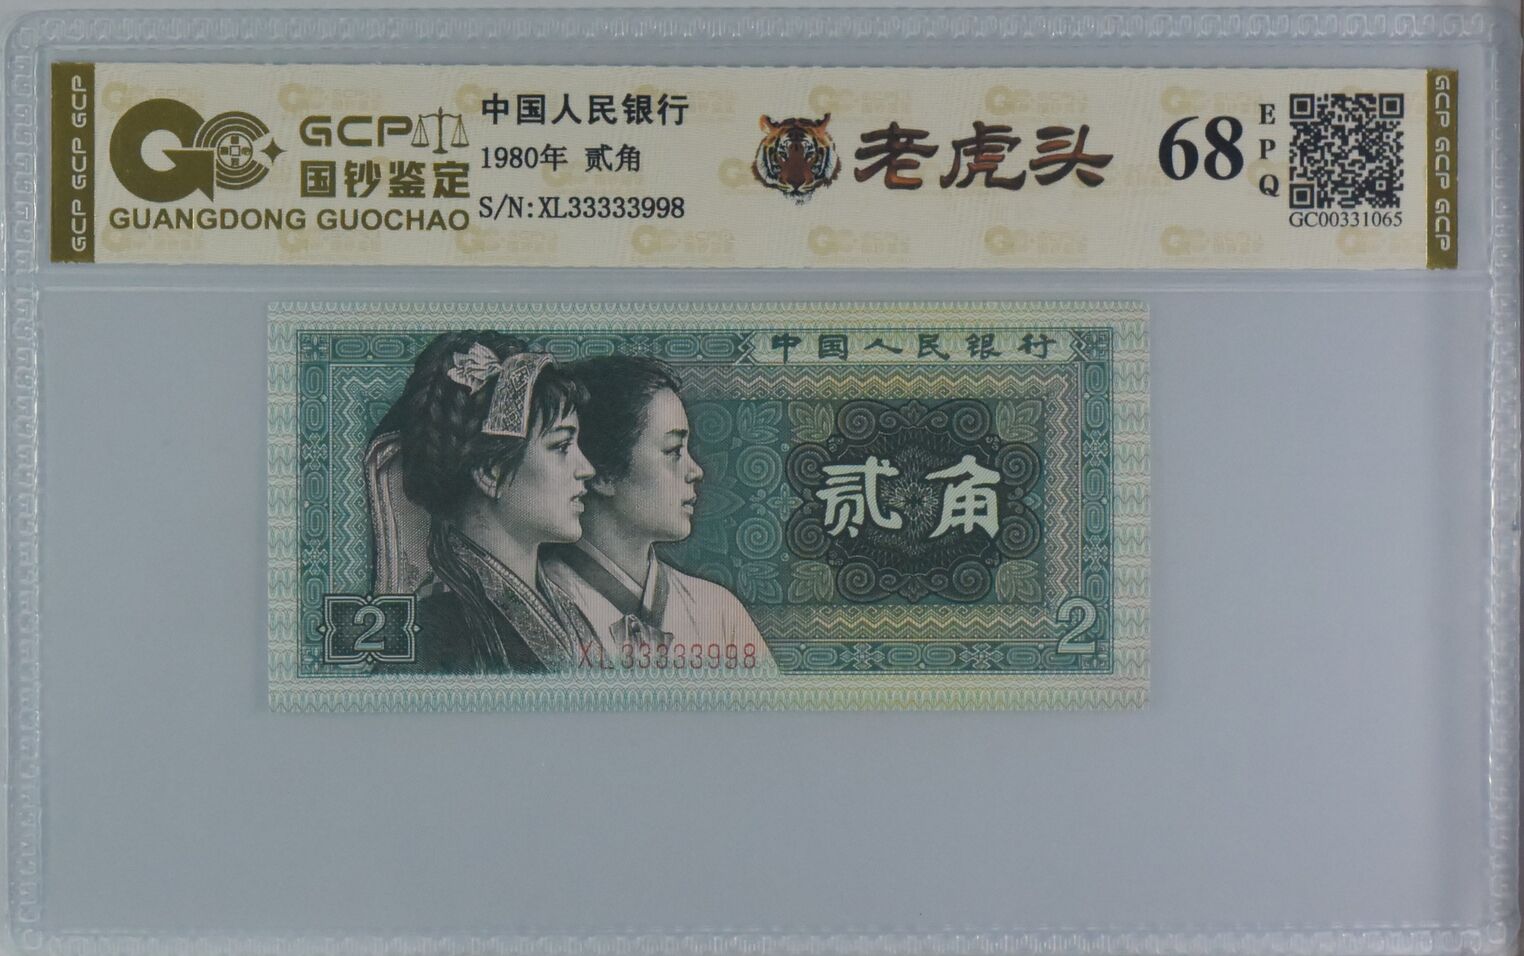 GCP
国钞鉴定
GUANGDONG GUOCHAO
中国人民银行
1980年 贰角
S/N:XL33333998
老虎头
68
EPQ
GC00331065
GCP GCP GCP
GCP GCP GCP
中国人民银行
贰角
2
2
XL33333998